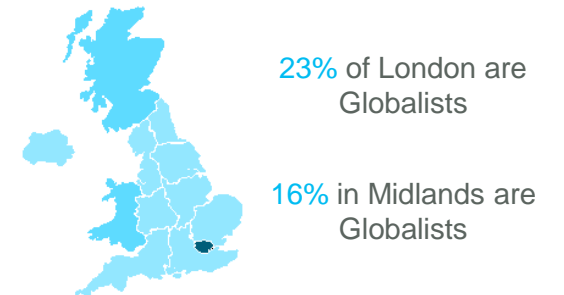 23% of London are
Globalists
16% in Midlands are
Globalists